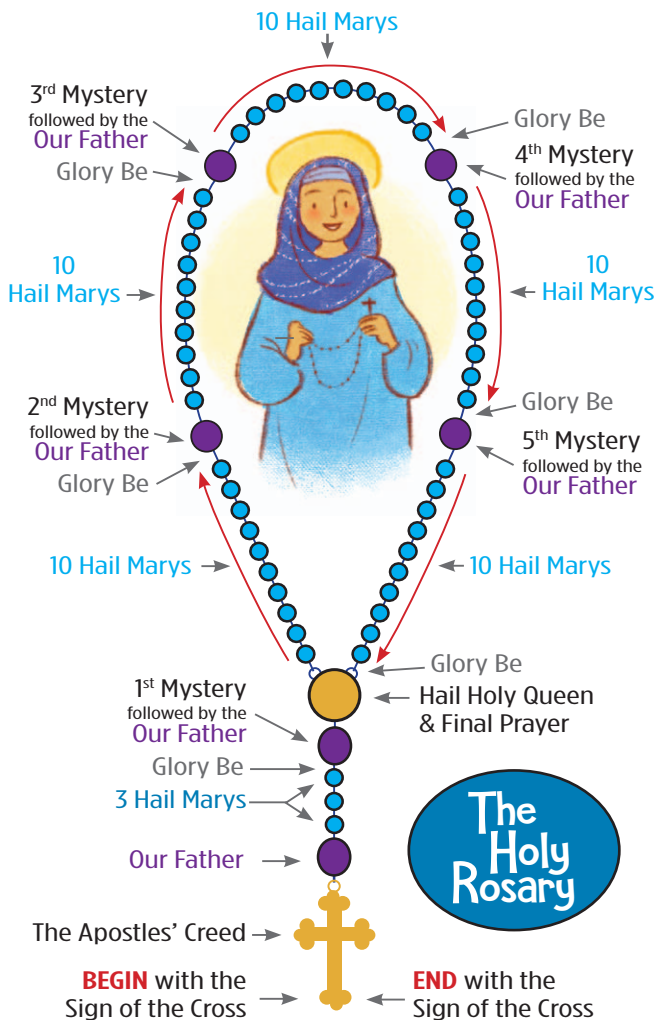 10 Hail Marys
3rd Mystery
followed by the
Our Father
Glory Be
Glory Be
4th Mystery
followed by the
Our Father
10
Hail Marys
10
Hail Marys
2nd Mystery
followed by the
Our Father
Glory Be
Glory Be
5th Mystery
followed by the
Our Father
10 Hail Marys
10 Hail Marys
Glory Be
Hail Holy Queen
& Final Prayer
1st Mystery
followed by the
Our Father
Glory Be
3 Hail Marys
Our Father
The
Holy
Rosary
The Apostles’ Creed
BEGIN with the
Sign of the Cross
END with the
Sign of the Cross